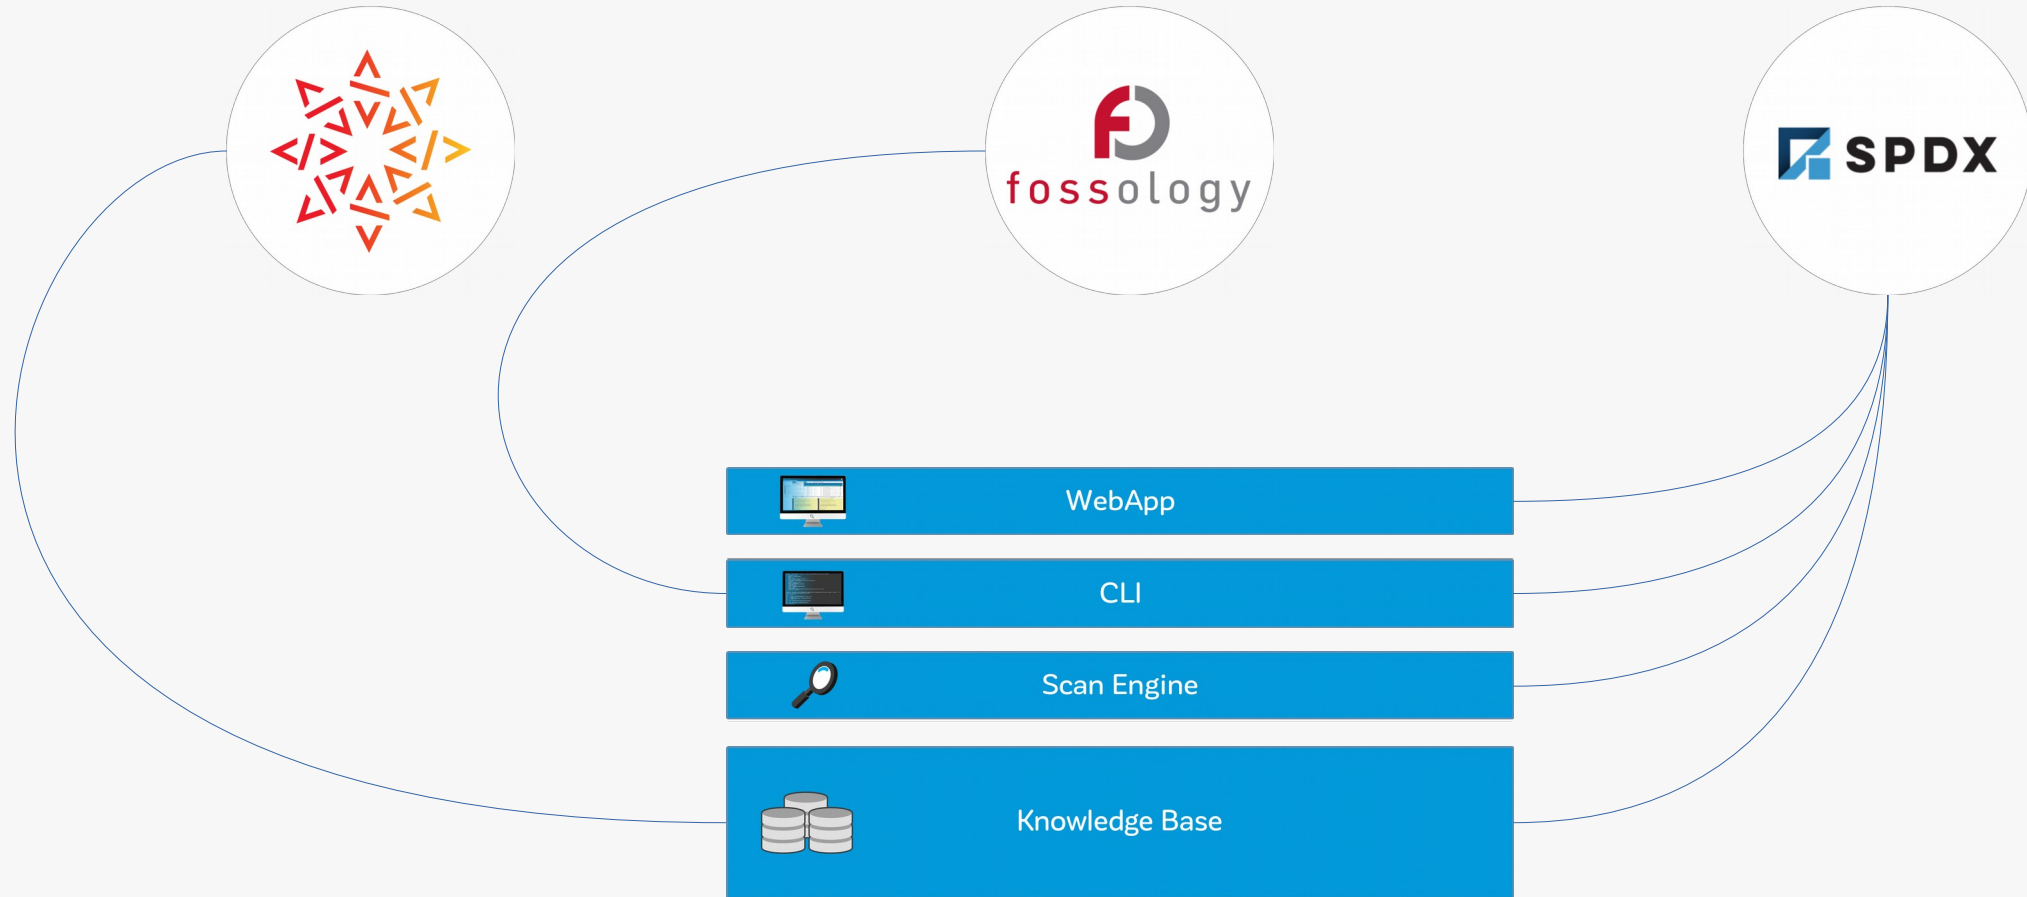 fossology
SPDX
WebApp
CLI
Scan Engine
Knowledge Base